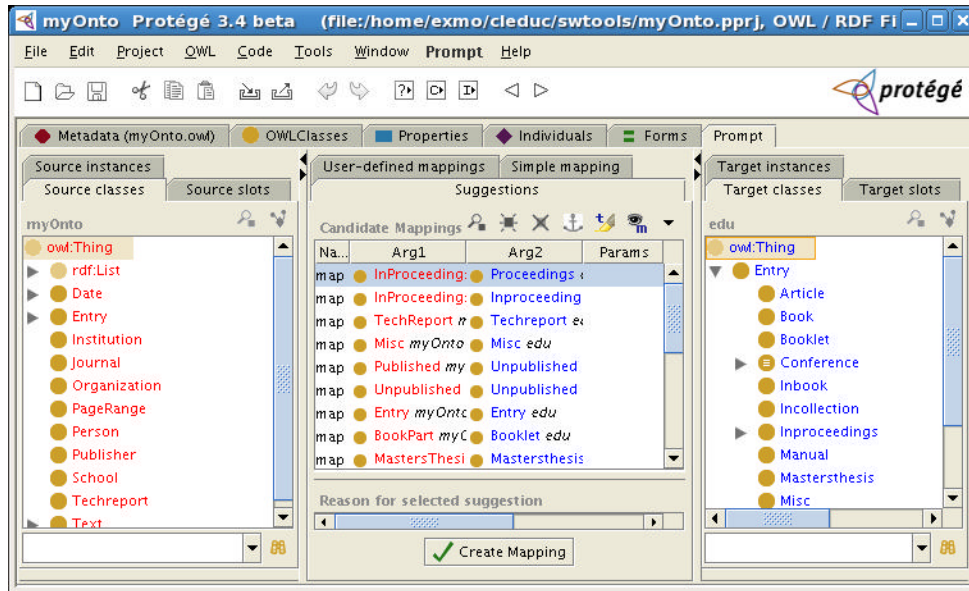 myOnto Protégé 3.4 beta (file:/home/exmo/cleduc/swtools/myOnto.pprj, OWL / RDF Fi
File Edit Project OWL Code Tools Window Prompt Help
protégé
Metadata (myOnto.owl) OWLClasses Properties Individuals Forms Prompt
Source instances
Source classes Source slots
myOnto
owl:Thing
rdf:List
Date
Entry
Institution
Journal
Organization
PageRange
Person
Publisher
School
Techreport
Text
User-defined mappings Simple mapping
Suggestions
Candidate Mappings
Na... Arg1 Arg2 Params
map InProceeding: Proceedings
map InProceeding: Inproceeding
map TechReport Techreport
map Misc myOnto Misc edu
map Published my Unpublished
map Unpublished Unpublished
map Entry myOnto Entry edu
map BookPart Booklet edu
map MastersThesi Mastersthesis
Reason for selected suggestion
Create Mapping
Target instances
Target classes Target slots
edu
owl:Thing
Entry
Article
Book
Booklet
Conference
Inbook
Incollection
Inproceedings
Manual
Mastersthesis
Misc